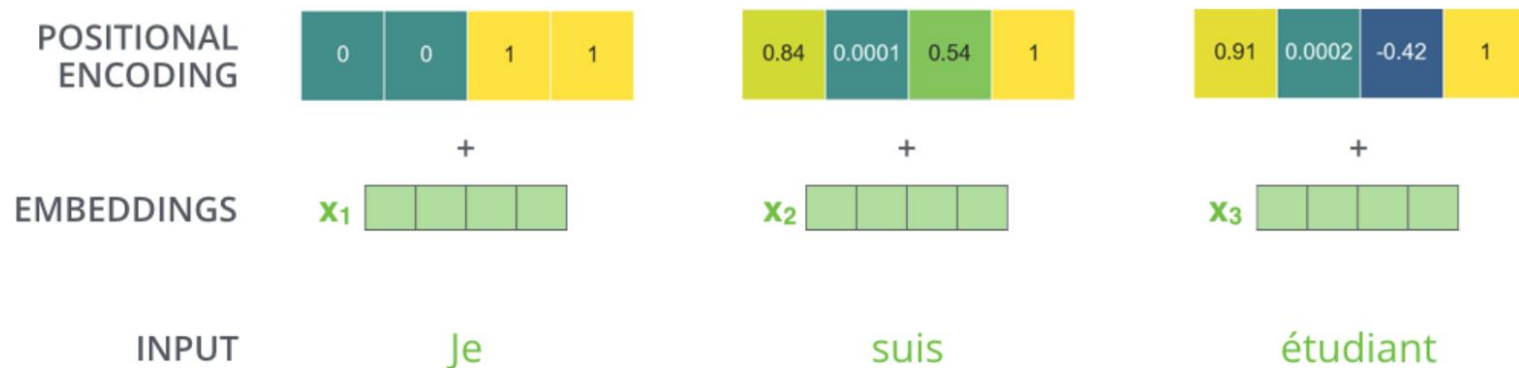 POSITIONAL ENCODING
0 0 1 1
0.84 0.0001 0.54 1
0.91 0.0002 -0.42 1
+ + +
EMBEDDINGS
x1
x2
x3
INPUT
Je suis étudiant